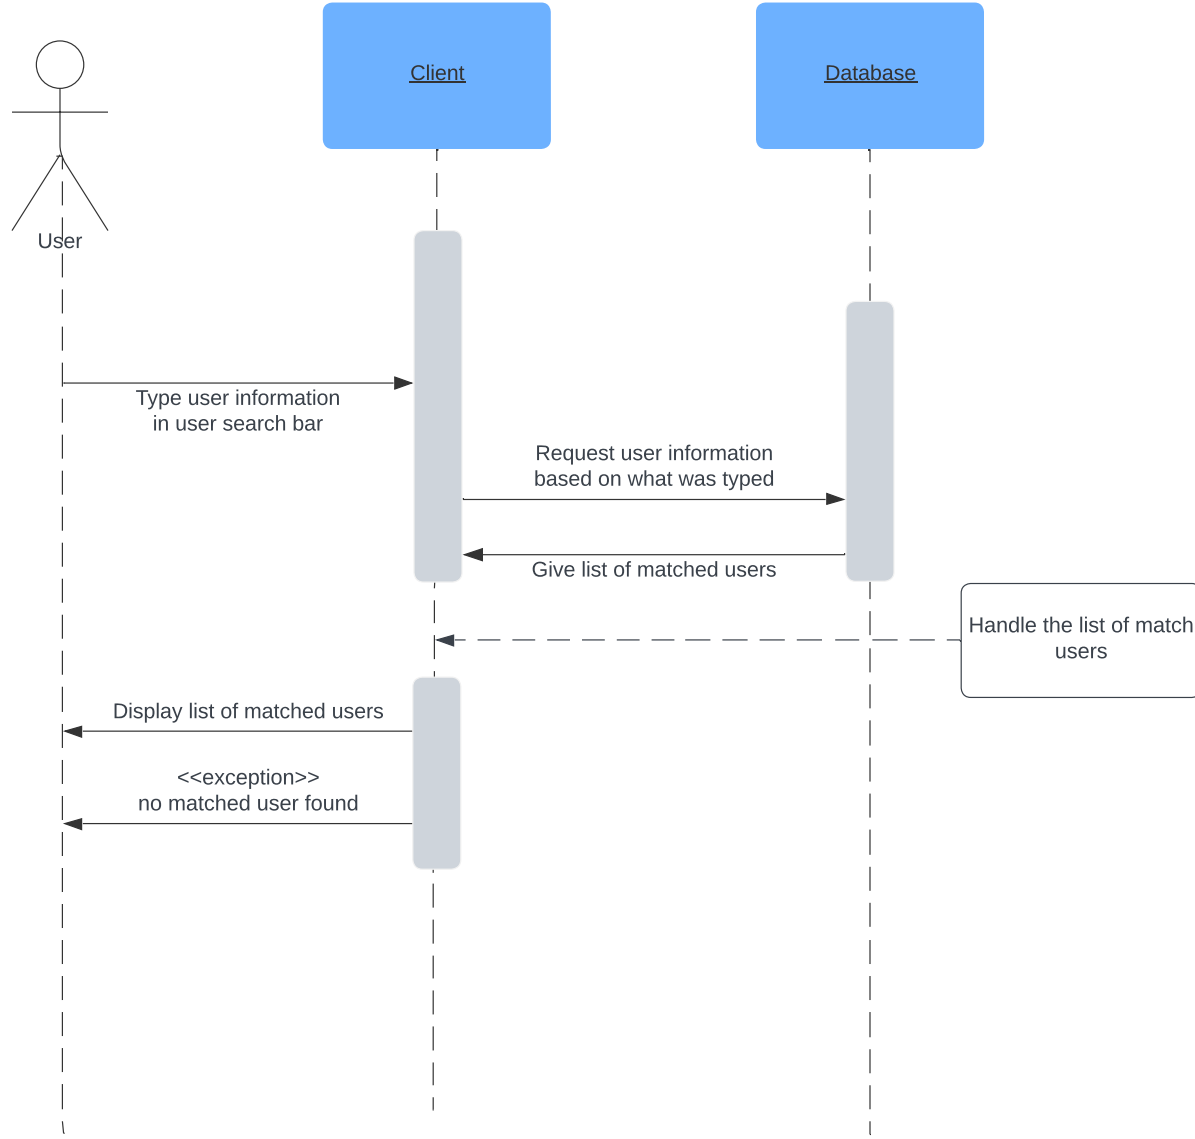 Client
Database
User
Type user information
in user search bar
Request user information
based on what was typed
Give list of matched users
Handle the list of match
users
Display list of matched users
<<exception>>
no matched user found